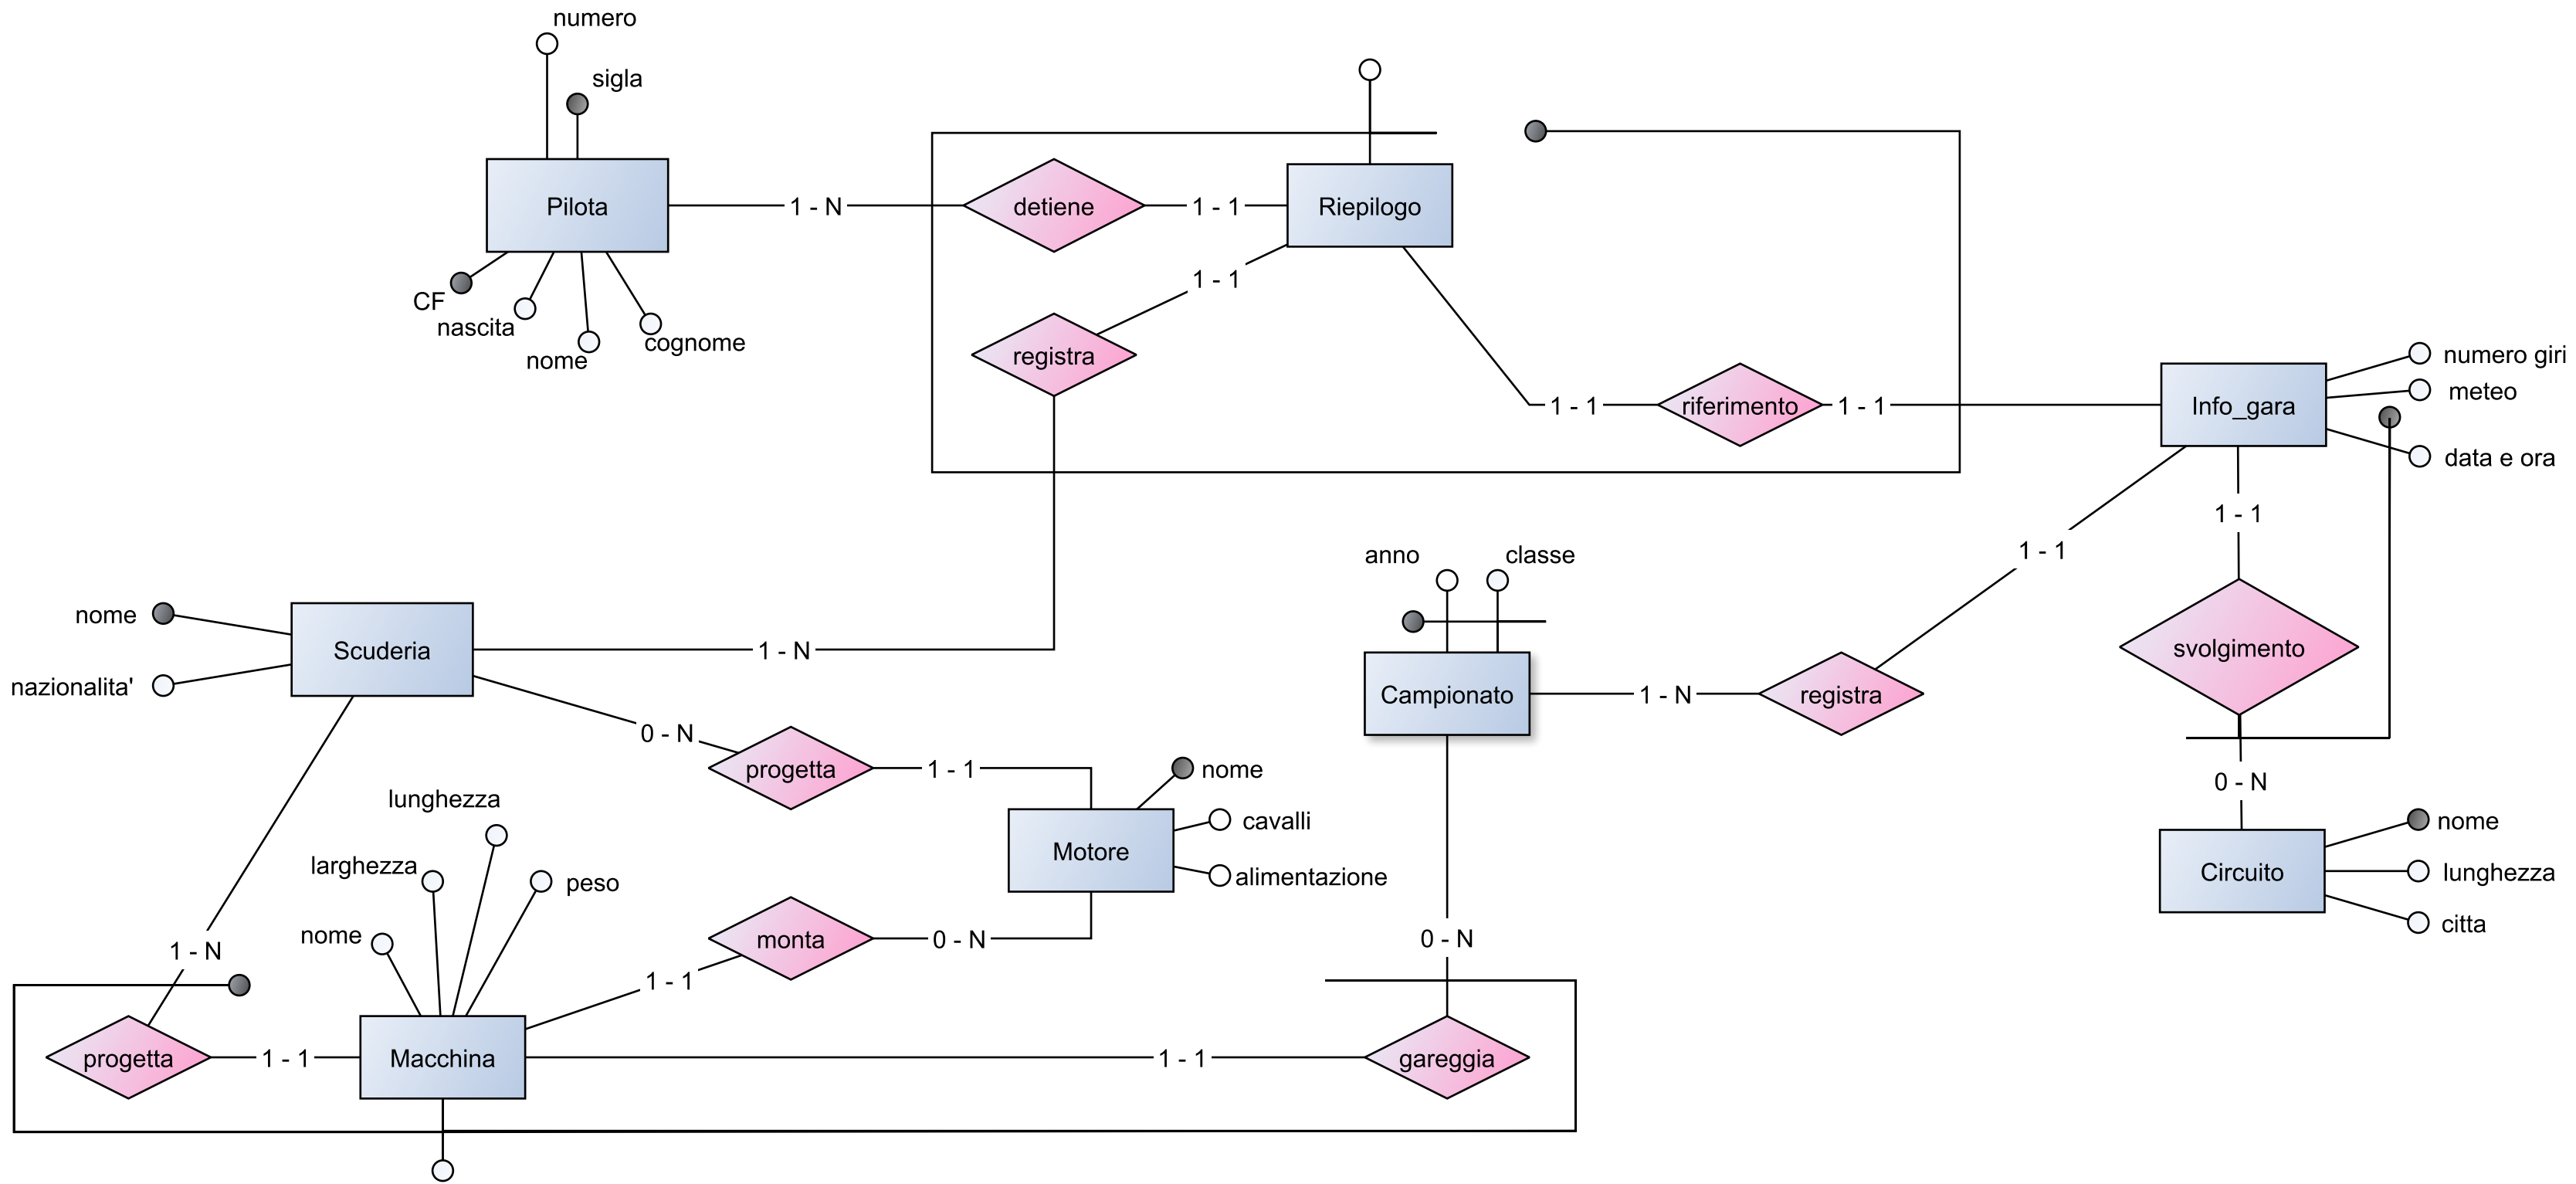 numero
sigla
Pilota
1 - N
detiene
1 - 1
Riepilogo
1 - 1
CF
nascita
nome
cognome
registra
numero giri
meteo
Info_gara
1 - 1
riferimento
1 - 1
data e ora
1 - 1
1 - 1
anno
classe
nome
Scuderia
1 - N
svolgimento
nazionalita'
Campionato
1 - N
registra
0 - N
progetta
1 - 1
nome
0 - N
lunghezza
cavalli
nome
Motore
larghezza
peso
alimentazione
Circuito
lunghezza
citta
nome
monta
0 - N
0 - N
1 - N
1 - 1
progetta
1 - 1
Macchina
1 - 1
gareggia